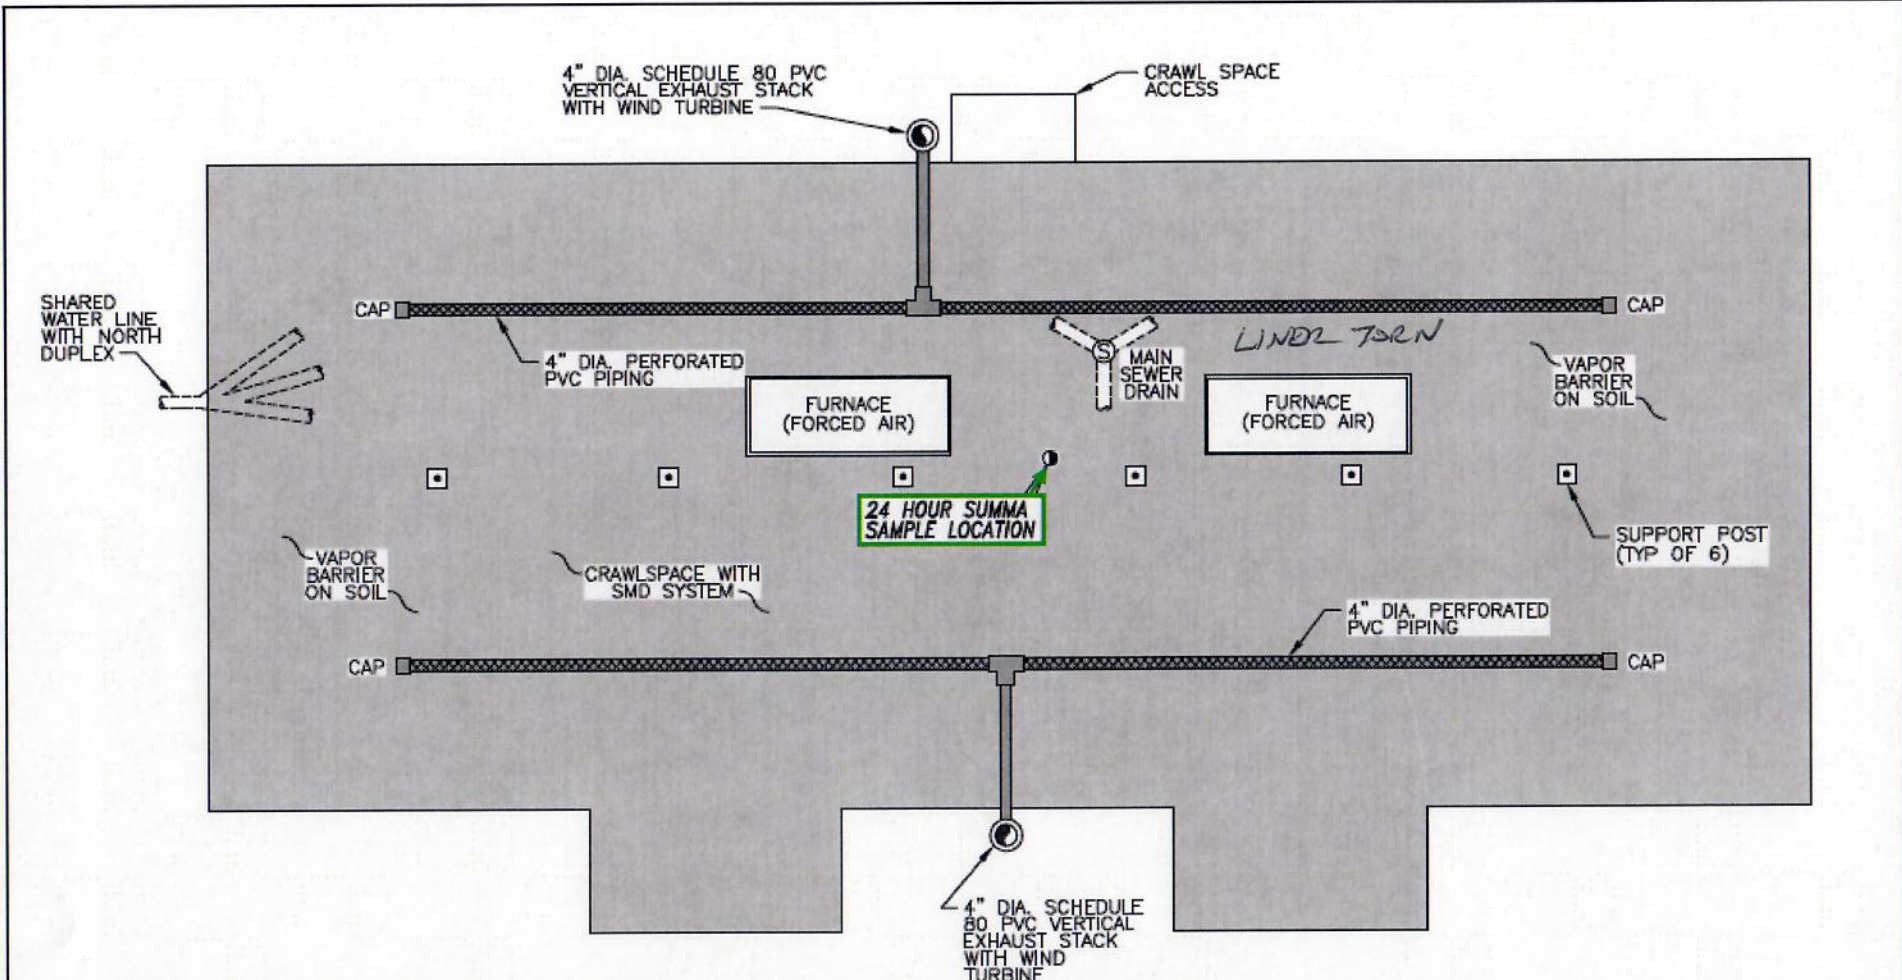 4" DIA. SCHEDULE 80 PVC
VERTICAL EXHAUST STACK
WITH WIND TURBINE
CRAWL SPACE
ACCESS
SHARED
WATER LINE
WITH NORTH
DUPLEX
CAP
CAP
4" DIA. PERFORATED
PVC PIPING
S
MAIN
SEWER
DRAIN
LINER TORN
VAPOR
BARRIER
ON SOIL
FURNACE
(FORCED AIR)
FURNACE
(FORCED AIR)
24 HOUR SUMMA
SAMPLE LOCATION
SUPPORT POST
(TYP OF 6)
VAPOR
BARRIER
ON SOIL
CRAWLSPACE WITH
SMD SYSTEM
4" DIA. PERFORATED
PVC PIPING
CAP
CAP
4" DIA. SCHEDULE
80 PVC VERTICAL
EXHAUST STACK
WITH WIND
TURBINE